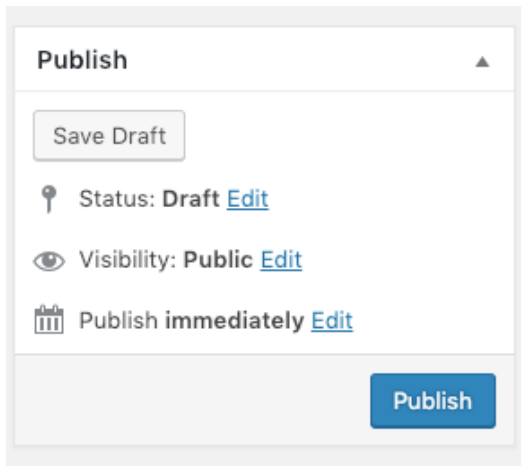 Publish
Save Draft
Status: Draft Edit
Visibility: Public Edit
Publish immediately Edit
Publish